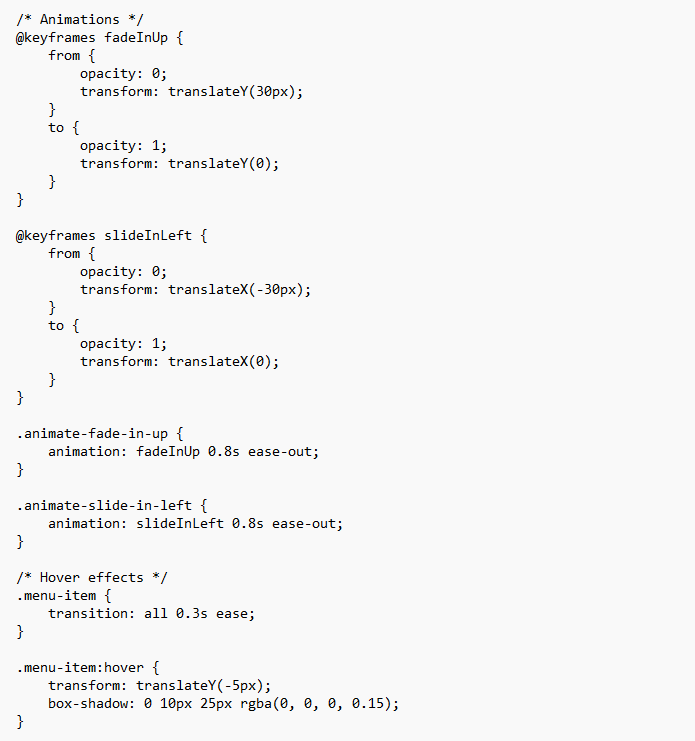 /* Animations */
@keyframes fadeInUp {
    from {
        opacity: 0;
        transform: translateY(30px);
    }
    to {
        opacity: 1;
        transform: translateY(0);
    }
}

@keyframes slideInLeft {
    from {
        opacity: 0;
        transform: translateX(-30px);
    }
    to {
        opacity: 1;
        transform: translateX(0);
    }
}

.animate-fade-in-up {
    animation: fadeInUp 0.8s ease-out;
}

.animate-slide-in-left {
    animation: slideInLeft 0.8s ease-out;
}

/* Hover effects */
.menu-item {
    transition: all 0.3s ease;
}

.menu-item:hover {
    transform: translateY(-5px);
    box-shadow: 0 10px 25px rgba(0, 0, 0, 0.15);
}